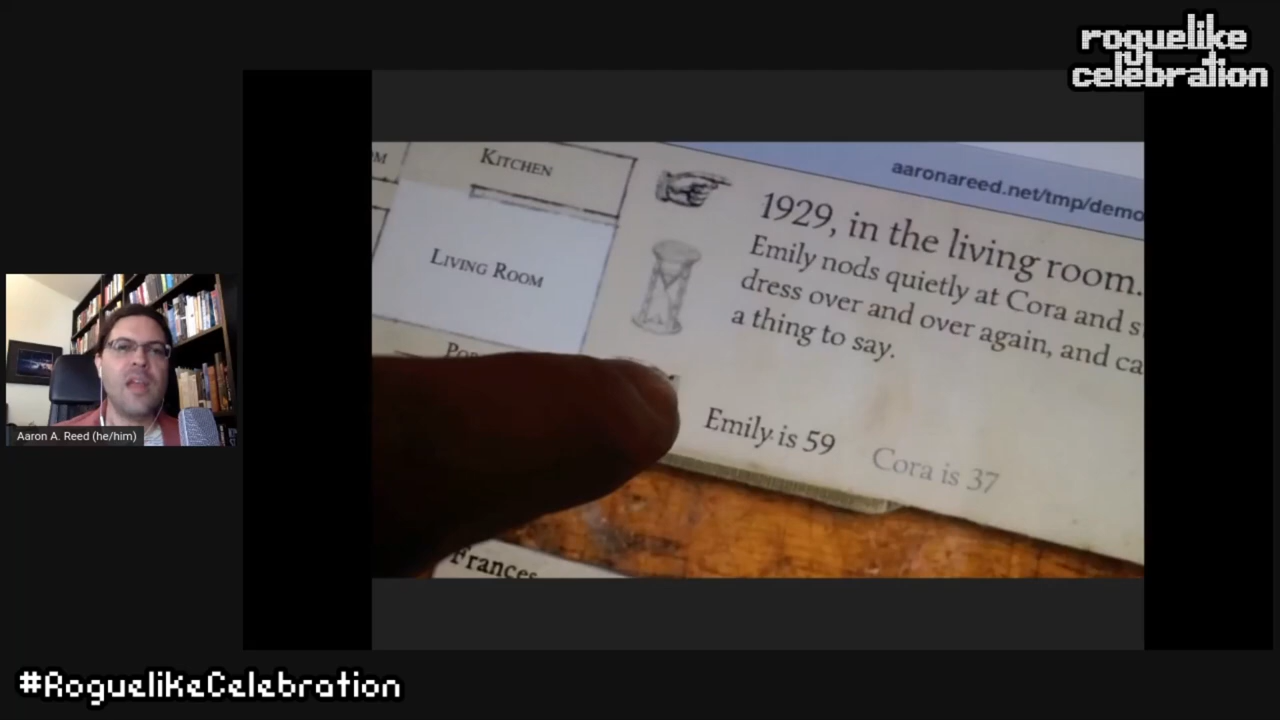 roguelike
celebration
KITCHEN
aaronareed.net/tmp/demo
1929, in the living room.
LIVING ROOM
Emily nods quietly at Cora and s
dress over and over again, and ca
a thing to say.
Emily is 59
Cora is 37
Aaron A. Reed (he/him)
Frances
#RoguelikeCelebration